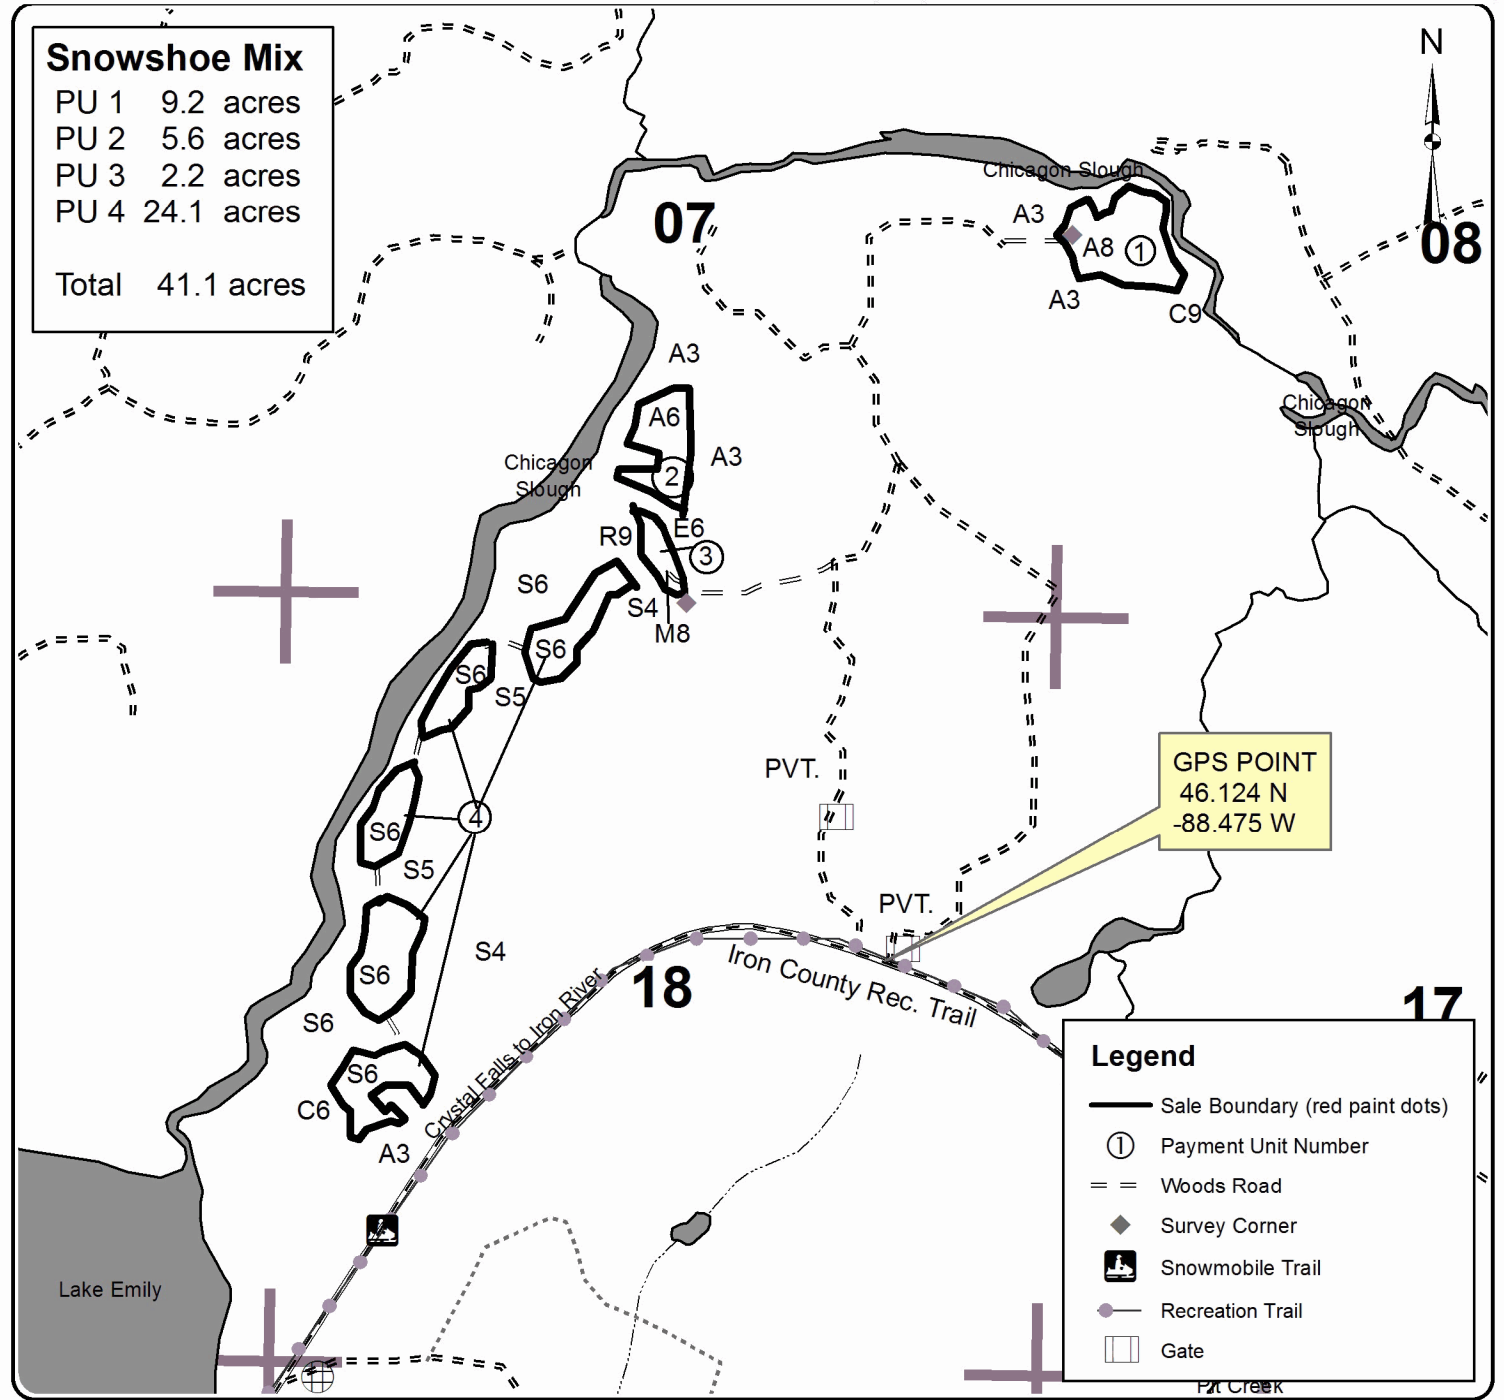 Snowshoe Mix
PU 1 9.2 acres
PU 2 5.6 acres
PU 3 2.2 acres
PU 4 24.1 acres
Total 41.1 acres
N
Chicagon Slough
07
A3
A8
1
08
A3
C9
A3
A6
Chicagon
Slough
A3
Chicagon
Slough
2
R9
E6
3
S6
S4
M8
S6
S6
S5
GPS POINT
46.124 N
-88.475 W
PVT.
4
S6
S5
PVT.
S4
S6
18
Iron County Rec. Trail
17
S6
Crystal Falls to Iron River
S6
C6
A3
Lake Emily
Legend
Sale Boundary (red paint dots)
1 Payment Unit Number
Woods Road
Survey Corner
Snowmobile Trail
Recreation Trail
Gate
Pit Creek